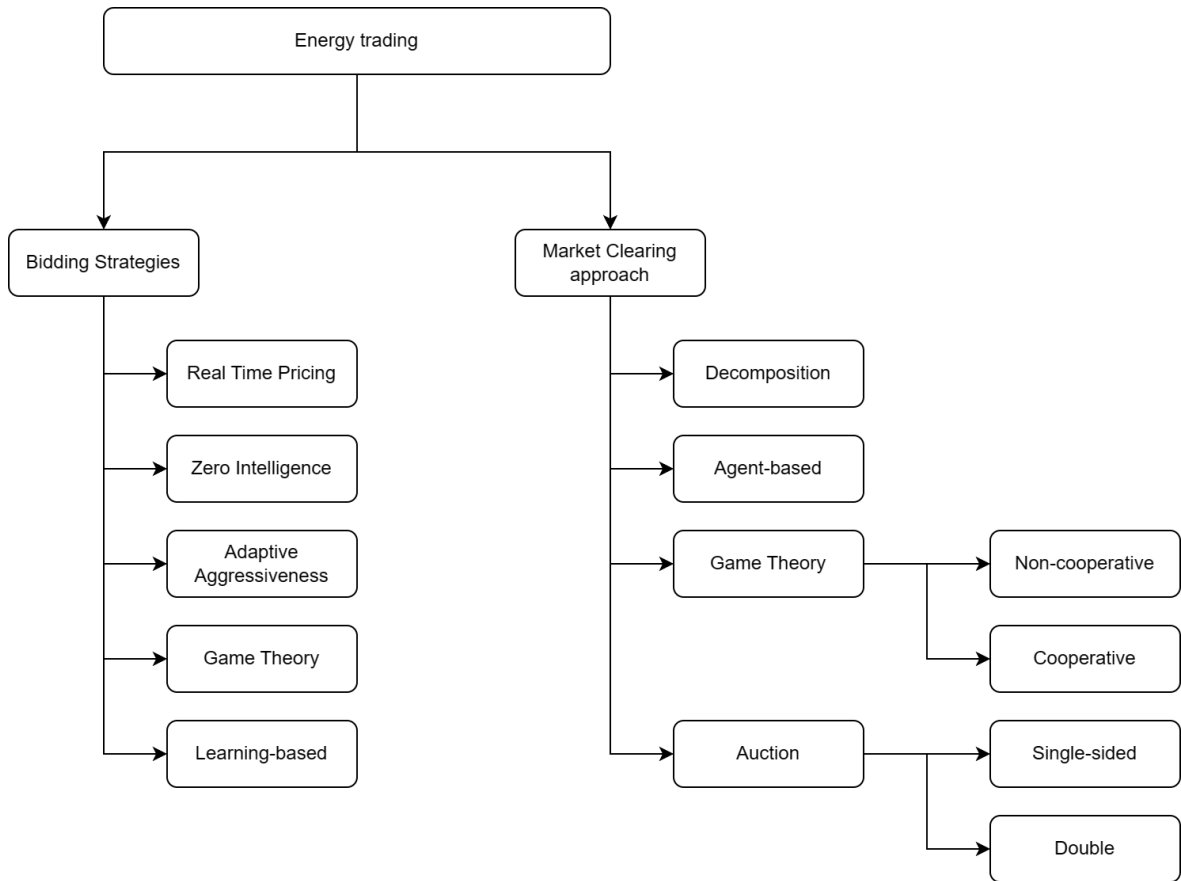 Energy trading
Bidding Strategies
Market Clearing
approach
Real Time Pricing
Decomposition
Zero Intelligence
Agent-based
Adaptive
Aggressiveness
Game Theory
Non-cooperative
Game Theory
Cooperative
Learning-based
Auction
Single-sided
Double